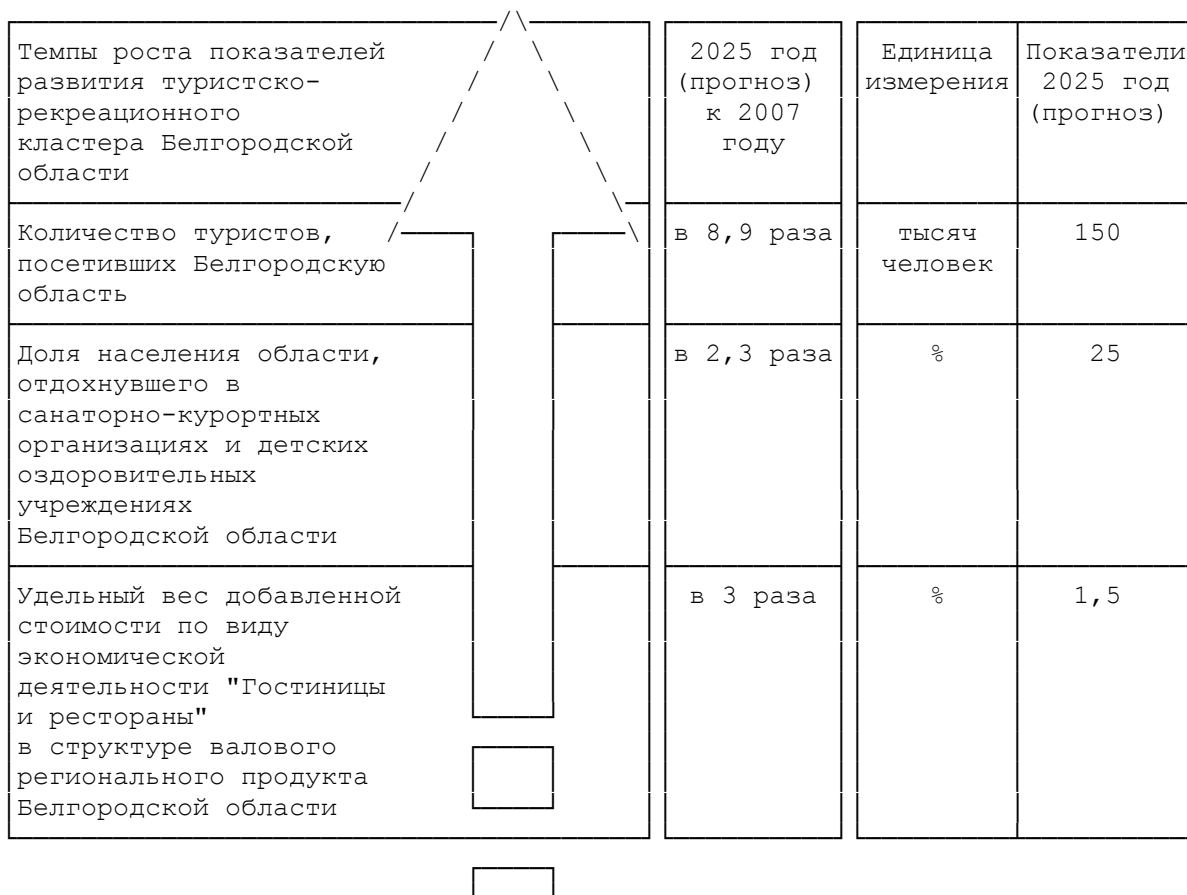 Темпы роста показателей
развития туристско-
рекреационного
кластера Белгородской
области
2025 год
(прогноз)
к 2007
году
Единица
измерения
Показатели
2025 год
(прогноз)
Количество туристов,
посетивших Белгородскую
область
в 8,9 раза
тысяч
человек
150
Доля населения области,
отдохнувшего в
санаторно-курортных
организациях и детских
оздоровительных
учреждениях
Белгородской области
в 2,3 раза
%
25
Удельный вес добавленной
стоимости по виду
экономической
деятельности "Гостиницы
и рестораны"
в структуре валового
регионального продукта
Белгородской области
в 3 раза
%
1,5